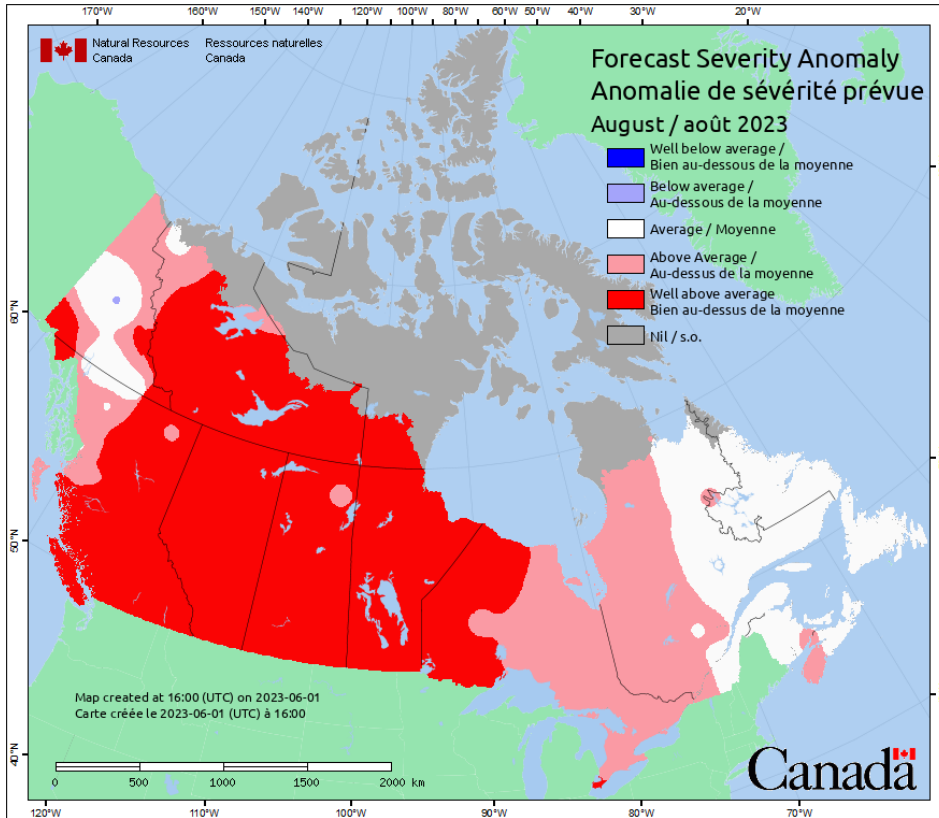 170°W 160°W 150°W 140°W 130°W 120°W 110°W 100°W 90°W 80°W 70°W 60°W 50°W 40°W 30°W 20°W
Natural Resources
Canada
Ressources naturelles
Canada
Forecast Severity Anomaly
Anomalie de sévérité prévue
August / août 2023
Well below average /
Bien au-dessous de la moyenne
Below average /
Au-dessous de la moyenne
Average / Moyenne
Above Average /
Au-dessus de la moyenne
Well above average
Bien au-dessus de la moyenne
Nil / s.o.
60°N
50°N
40°N
Map created at 16:00 (UTC) on 2023-06-01
Carte créée le 2023-06-01 (UTC) à 16:00
0 500 1000 1500 2000 km
Canada
120°W 110°W 100°W 90°W 80°W 70°W